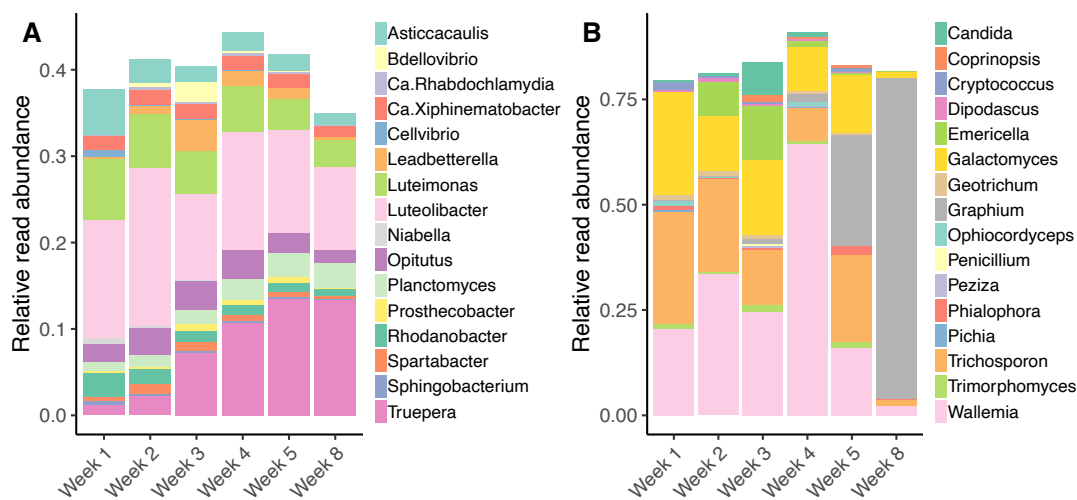 A
Relative read abundance
0.4
0.3
0.2
0.1
0.0
Week 1
Week 2
Week 3
Week 4
Week 5
Week 8
Asticcacaulis
Bdellovibrio
Ca.Rhabdochlamydia
Ca.Xiphinematobacter
Cellvibrio
Leadbetterella
Luteimonas
Luteolibacter
Niabella
Opitutus
Planctomyces
Prosthecobacter
Rhodanobacter
Spartabacter
Sphingobacterium
Truepera
B
Relative read abundance
0.75
0.50
0.25
0.00
Week 1
Week 2
Week 3
Week 4
Week 5
Week 8
Candida
Coprinopsis
Cryptococcus
Dipodascus
Emericella
Galactomyces
Geotrichum
Graphium
Ophiocordyceps
Penicillium
Peziza
Phialophora
Pichia
Trichosporon
Trimorphomyces
Wallemia